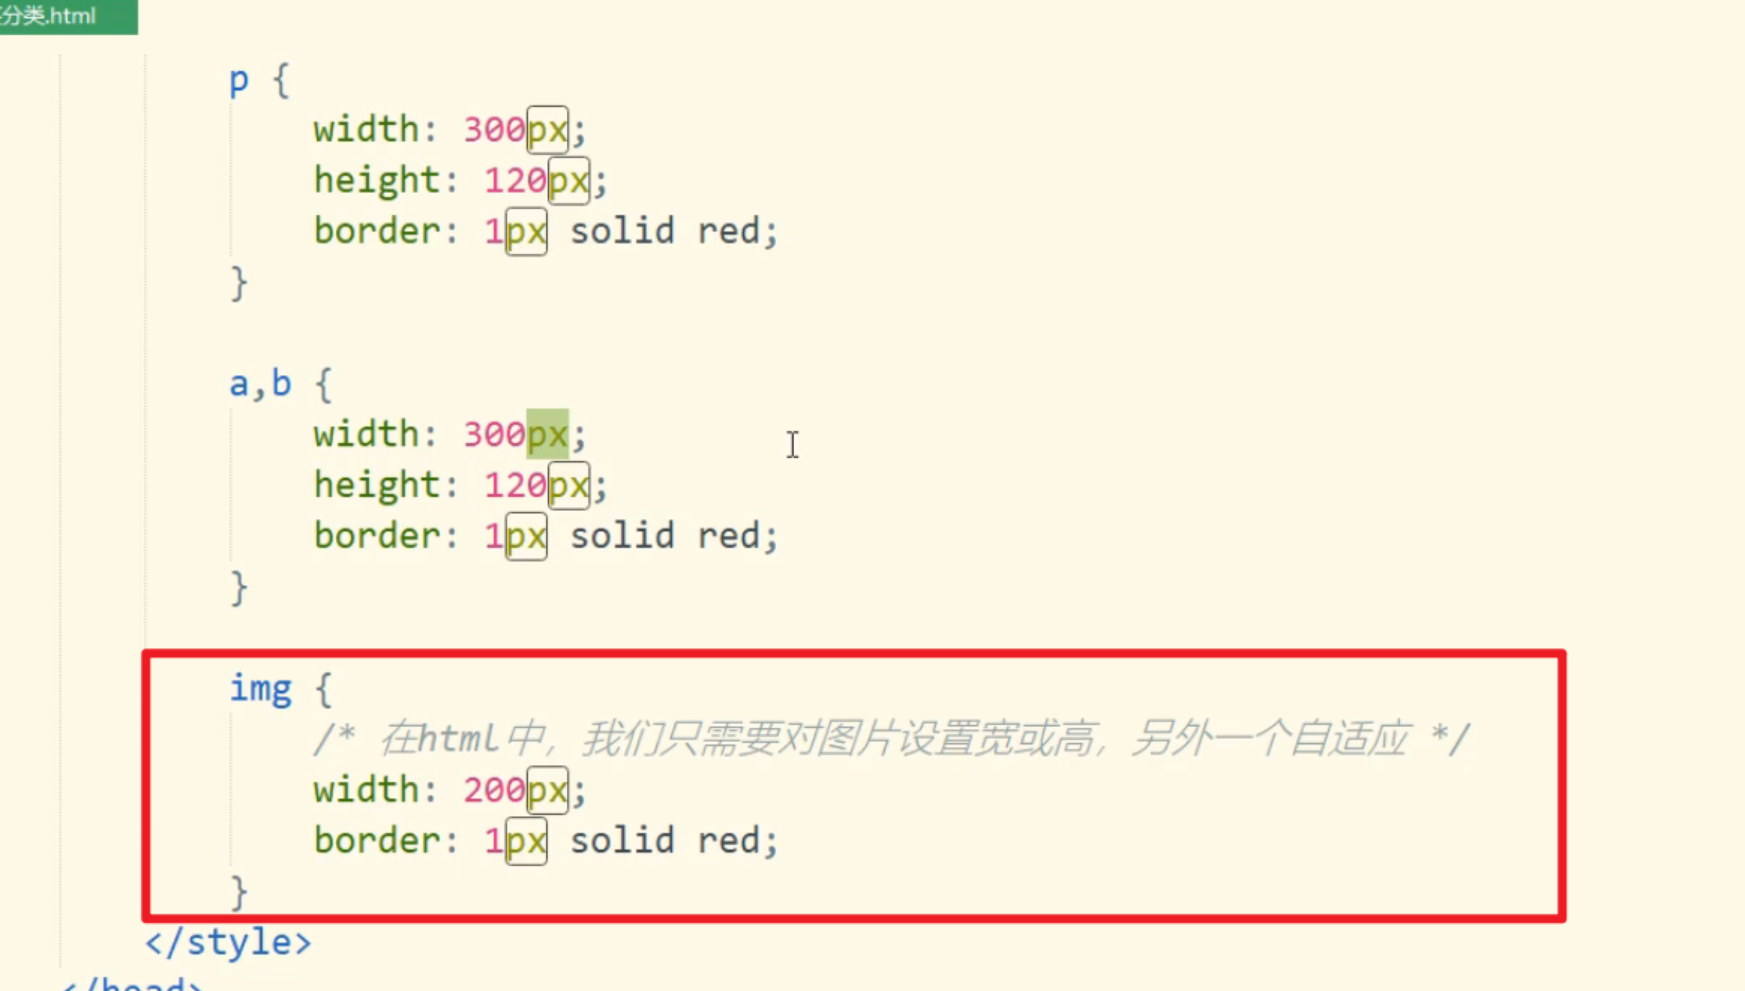 分类.html
p {
width: 300px;
height: 120px;
border: 1px solid red;
}
a,b {
width: 300px;
height: 120px;
border: 1px solid red;
}
img {
/* 在html中，我们只需要对图片设置宽或高，另外一个自适应 */
width: 200px;
border: 1px solid red;
}
</style>
</head>